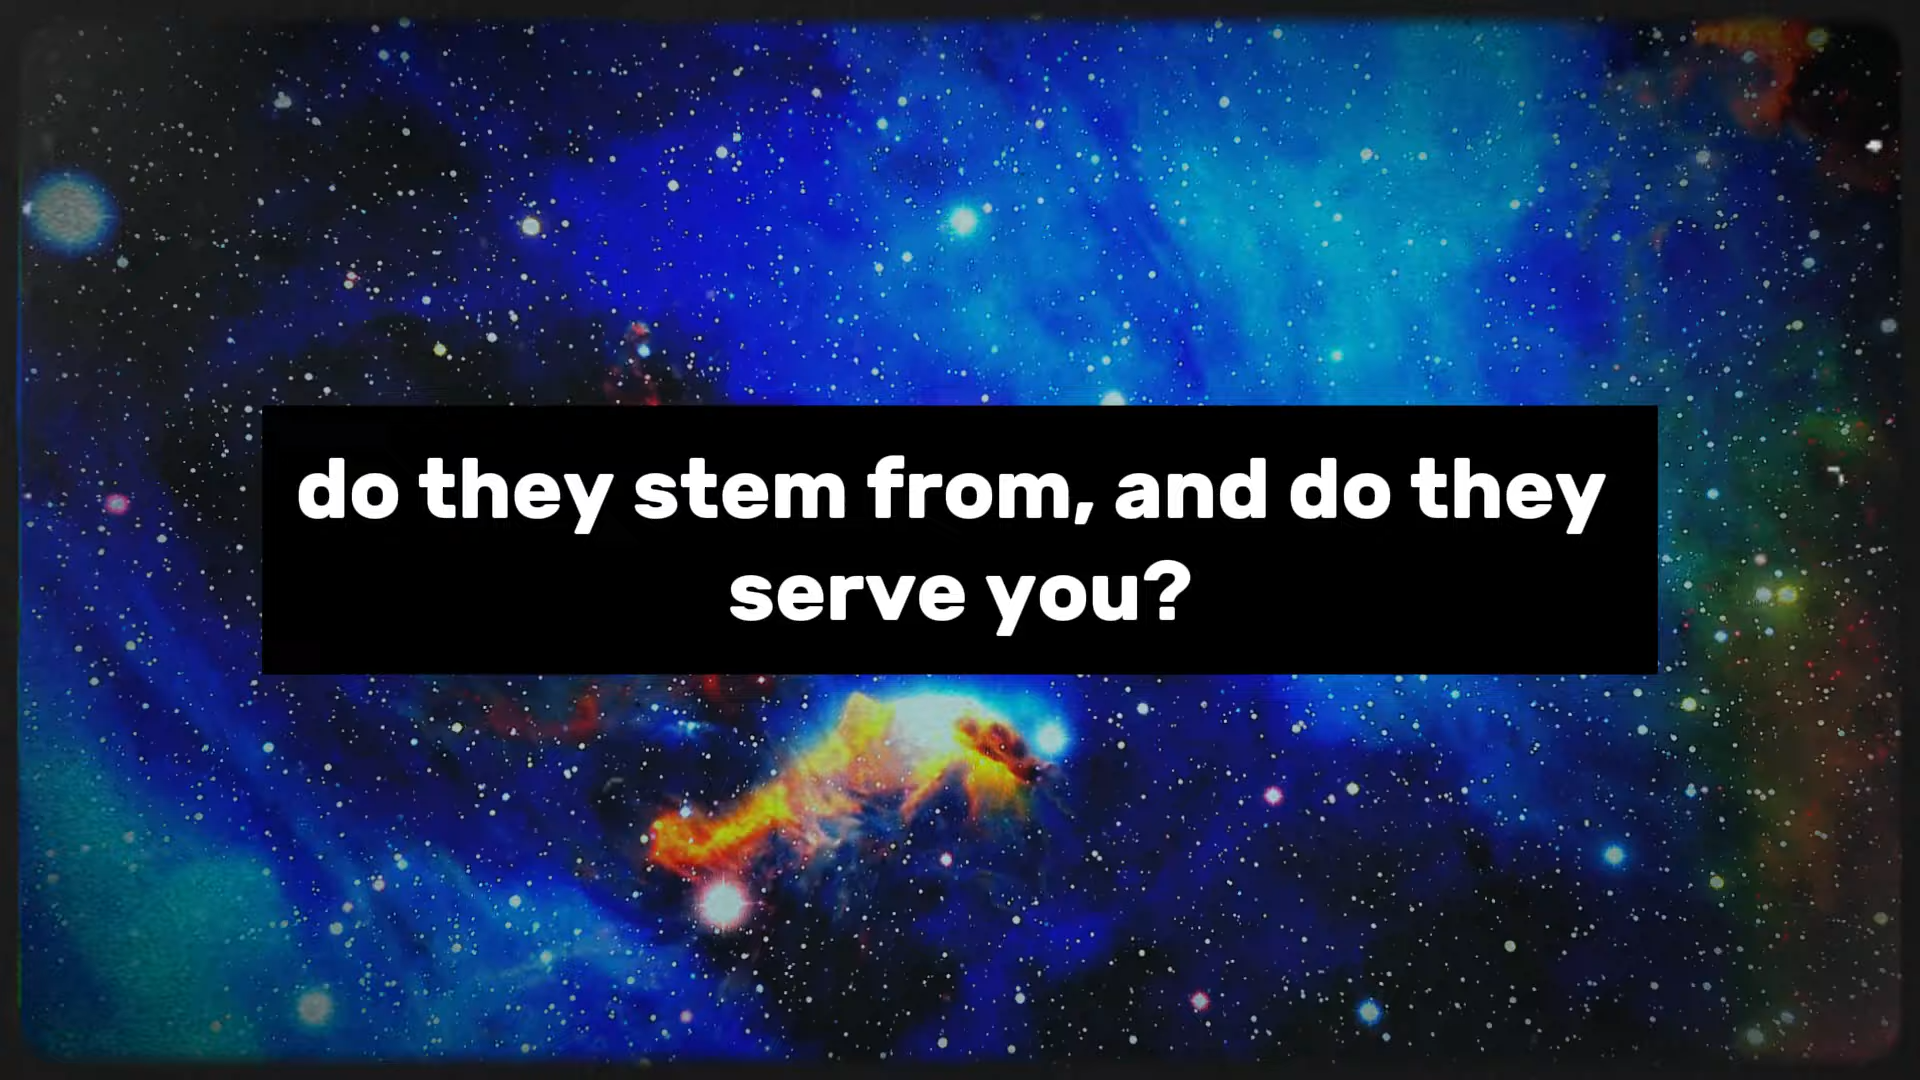 do they stem from, and do they
serve you?